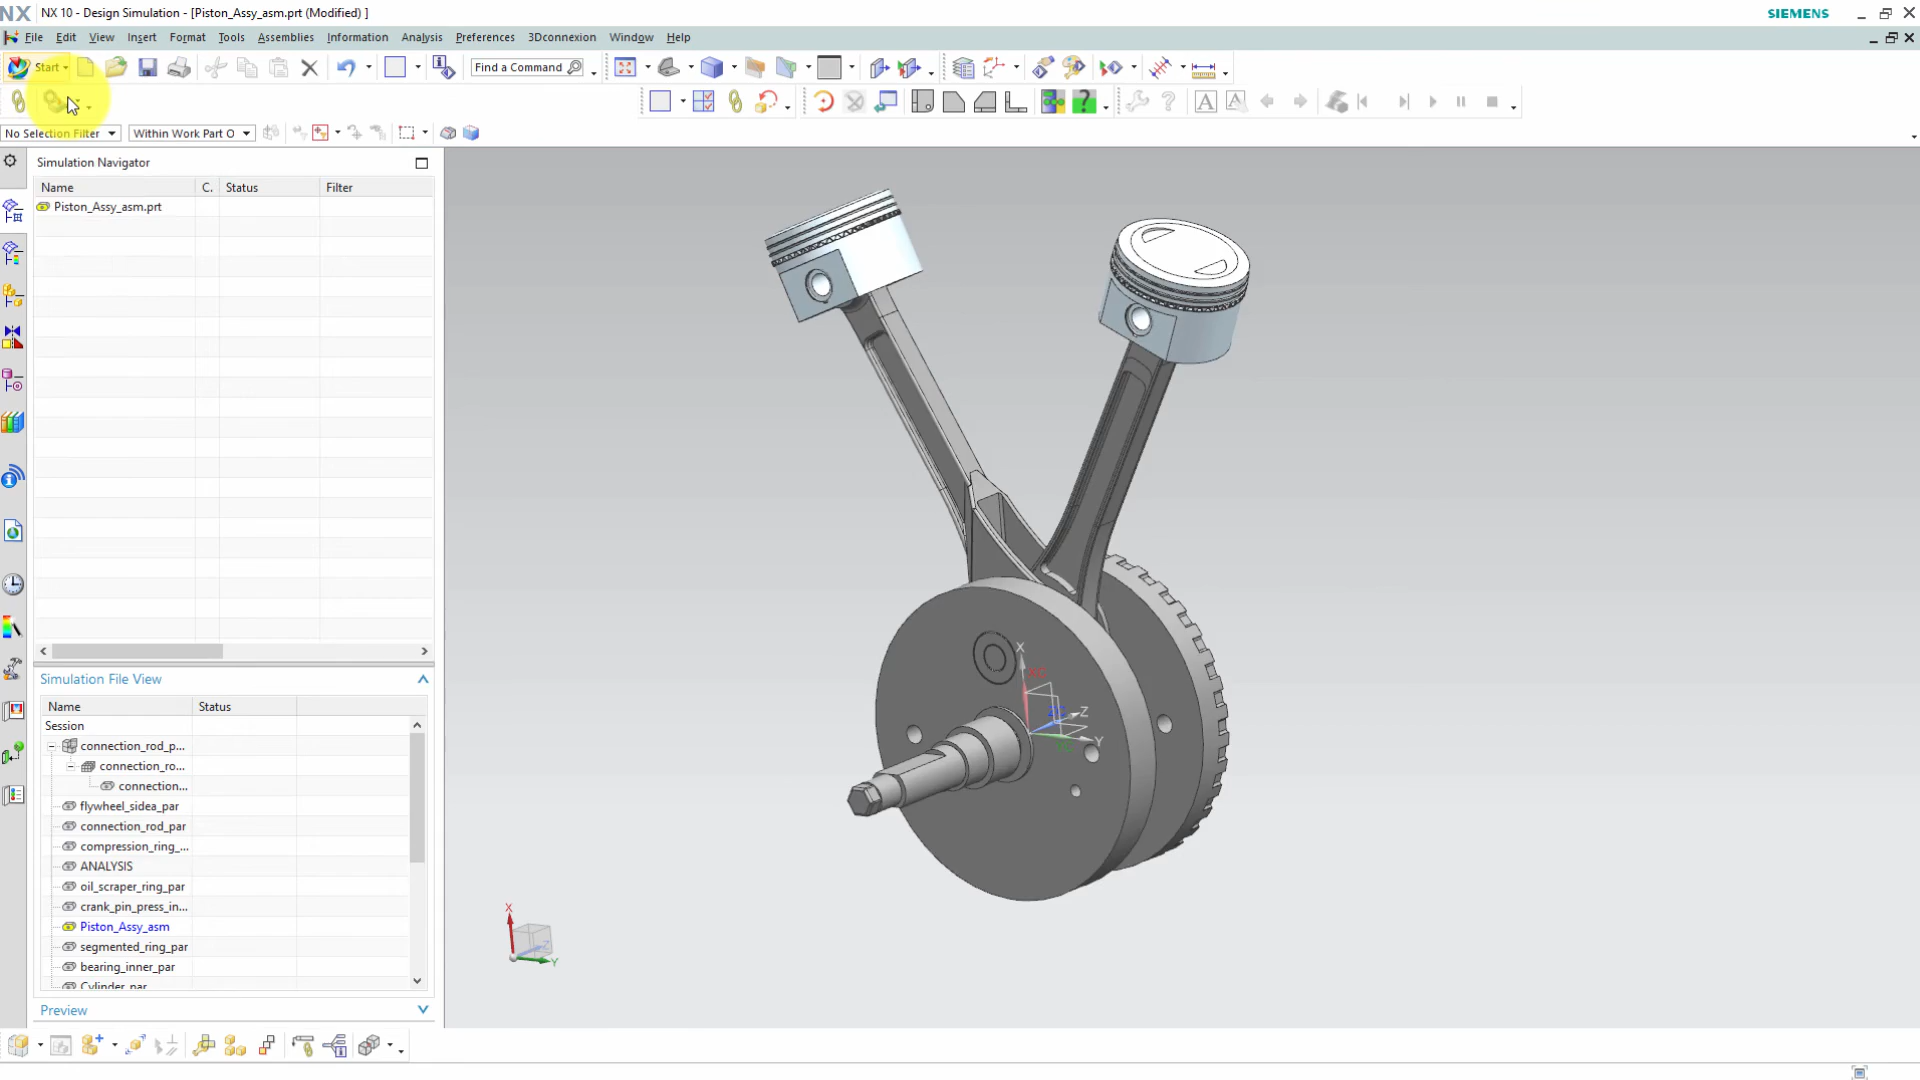 NX NX 10 - Design Simulation - [Piston_Assy_asm.prt (Modified) ] SIEMENS
File Edit View Insert Format Tools Assemblies Information Analysis Preferences 3Dconnexion Window Help
Start Find a Command
No Selection Filter Within Work Part O
Simulation Navigator
Name C. Status Filter
Piston_Assy_asm.prt
Simulation File View
Name Status
Session
connection_rod_p...
connection_ro...
connection...
flywheel_sidea_par
connection_rod_par
compression_ring_...
ANALYSIS
oil_scraper_ring_par
crank_pin_press_in...
Piston_Assy_asm
segmented_ring_par
bearing_inner_par
Cylinder_par
Preview
X
Z
Y
X
Z
Y